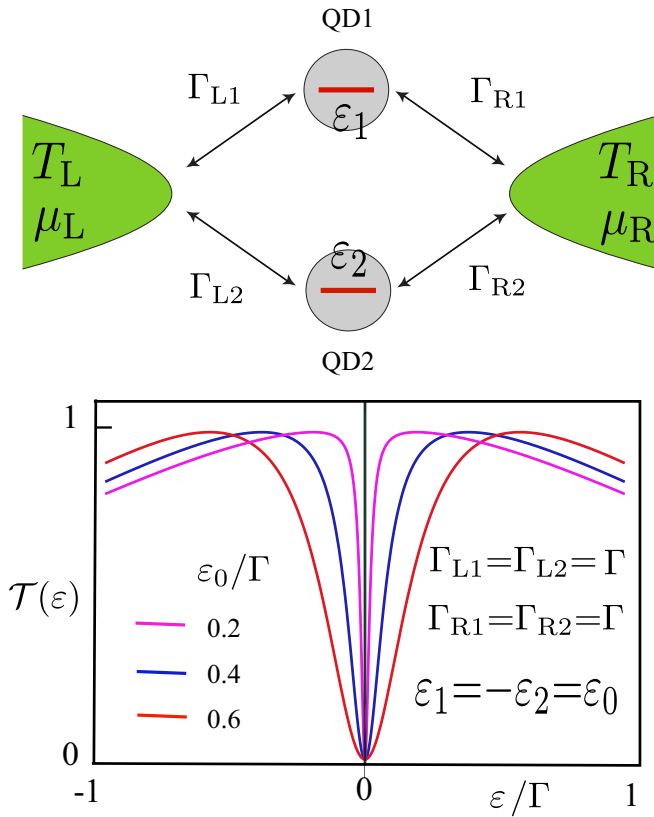 QD1
Γ_L1 Γ_R1
ε_1
T_L T_R
μ_L μ_R
ε_2
Γ_L2 Γ_R2
QD2
1
ε_0/Γ Γ_L1=Γ_L2=Γ
𝒯(ε) 0.2 Γ_R1=Γ_R2=Γ
0.4 ε_1=-ε_2=ε_0
0.6
0
-1 0 ε/Γ 1